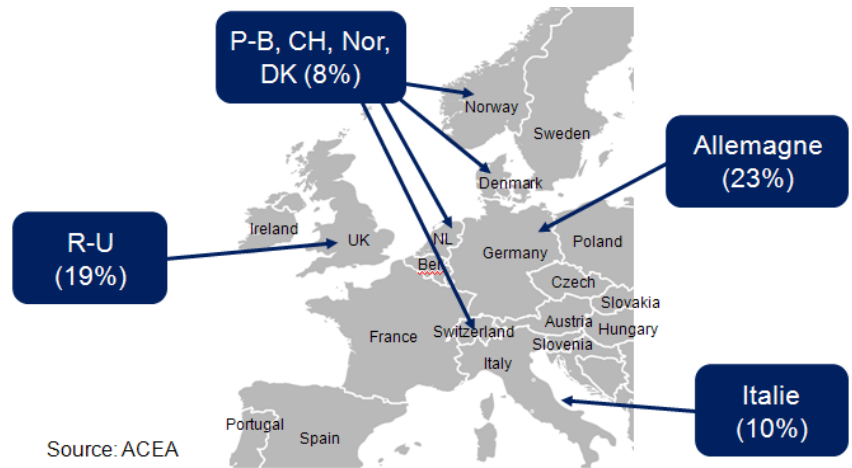 P-B, CH, Nor,
DK (8%)
Norway
Sweden
Allemagne
(23%)
Denmark
Ireland
R-U
(19%)
UK
NL
Bel
Germany
Poland
Czech
Slovakia
Austria
Hungary
Slovenia
Switzerland
France
Italy
Italie
(10%)
Portugal
Spain
Source: ACEA